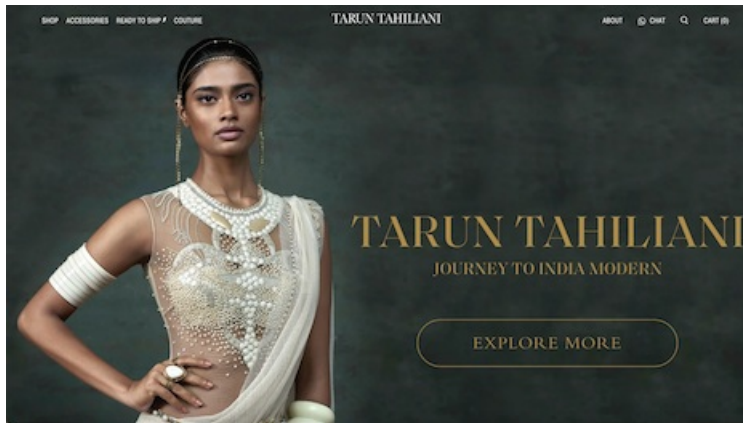 SHOP ACCESSORIES READY TO SHIP COUTURE TARUN TAHILIANI ABOUT CHAT CART (0)
TARUN TAHILIANI
JOURNEY TO INDIA MODERN
EXPLORE MORE